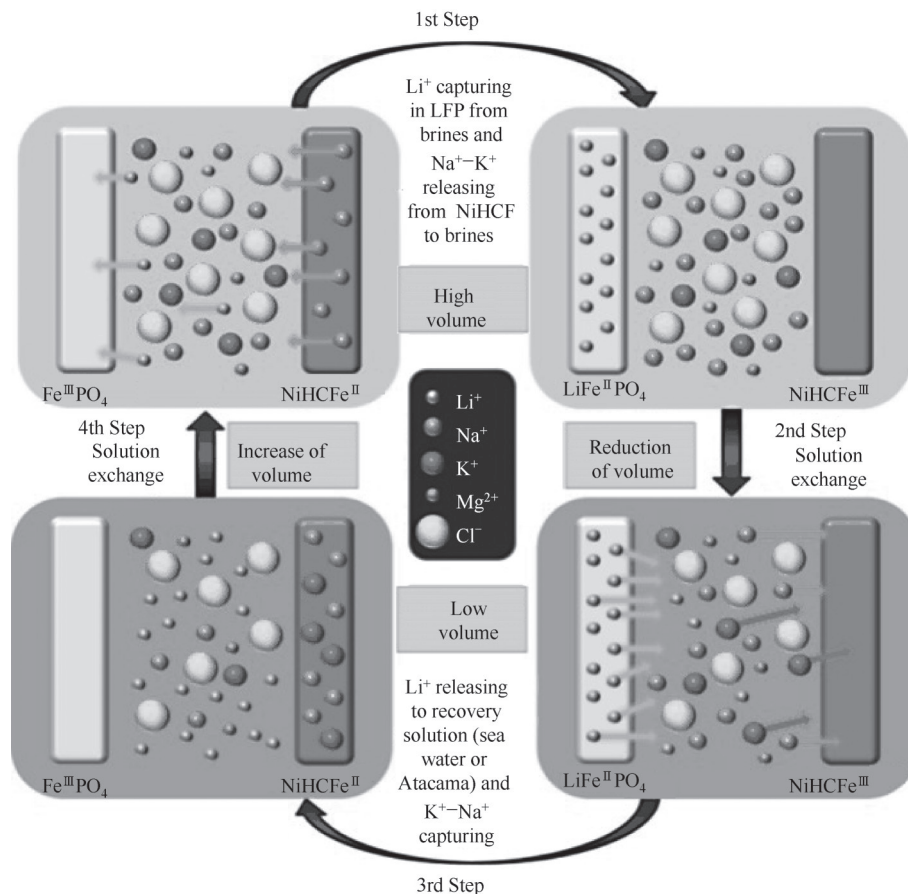 1st Step
Li⁺ capturing
in LFP from
brines and
Na⁺−K⁺
releasing
from NiHCF
to brines
High
volume
Fe^III PO₄
NiHCFe^II
LiFe^II PO₄
NiHCFe^III
4th Step
Solution
exchange
Increase of
volume
Li⁺
Na⁺
K⁺
Mg²⁺
Cl⁻
Reduction
of volume
2nd Step
Solution
exchange
Low
volume
Li⁺ releasing
to recovery
solution (sea
water or
Atacama) and
K⁺−Na⁺
capturing
Fe^III PO₄
NiHCFe^II
LiFe^II PO₄
NiHCFe^III
3rd Step